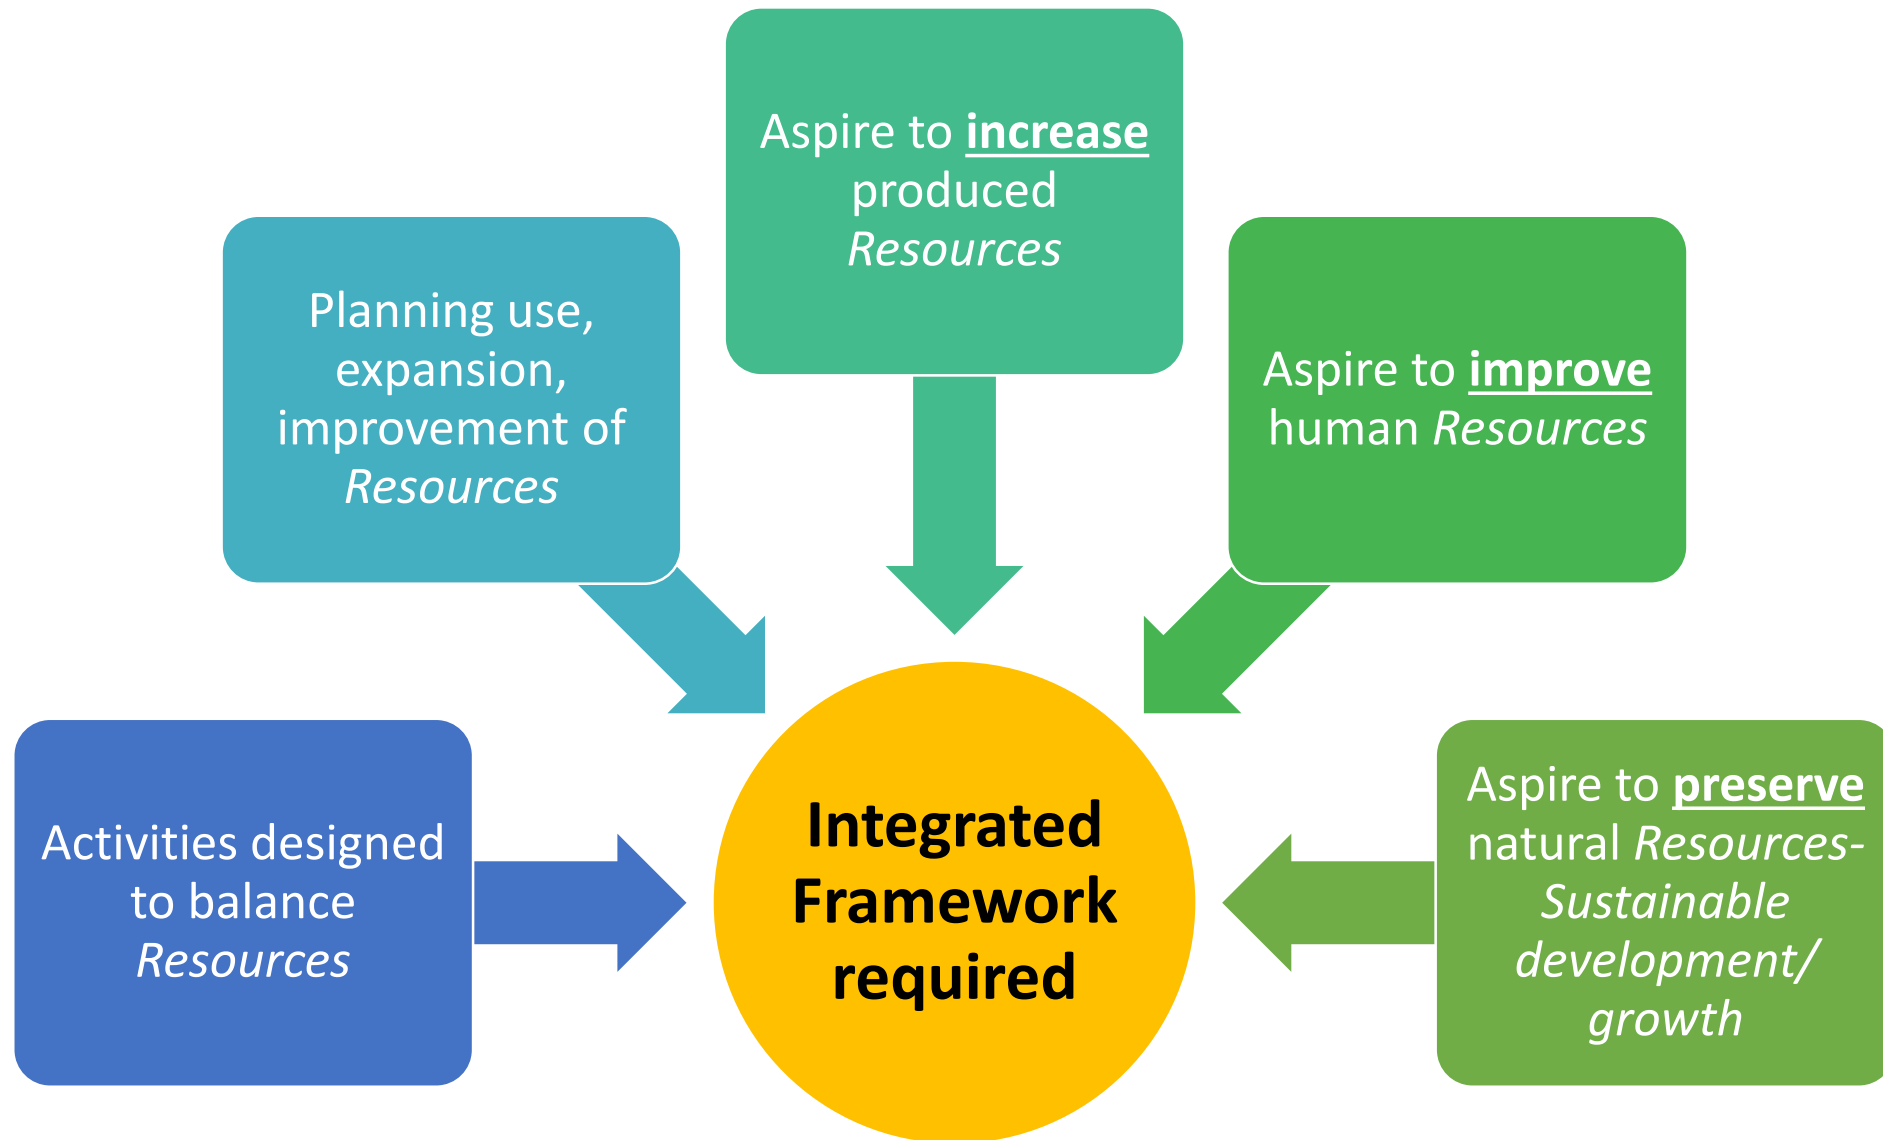 Activities designed
to balance
Resources
Planning use,
expansion,
improvement of
Resources
Aspire to increase
produced
Resources
Aspire to improve
human Resources
Aspire to preserve
natural Resources-
Sustainable
development/
growth
Integrated
Framework
required